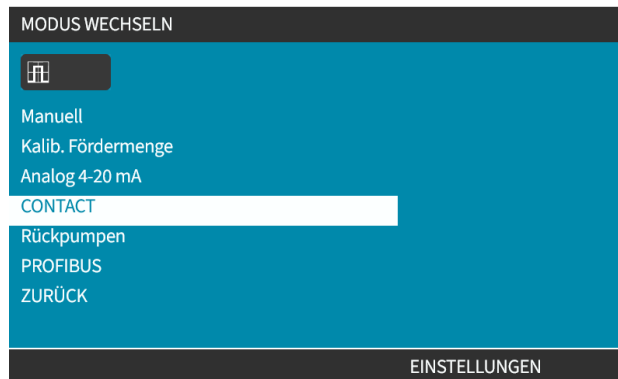 MODUS WECHSELN
Manuell
Kalib. Fördermenge
Analog 4-20 mA
CONTACT
Rückpumpen
PROFIBUS
ZURÜCK
EINSTELLUNGEN